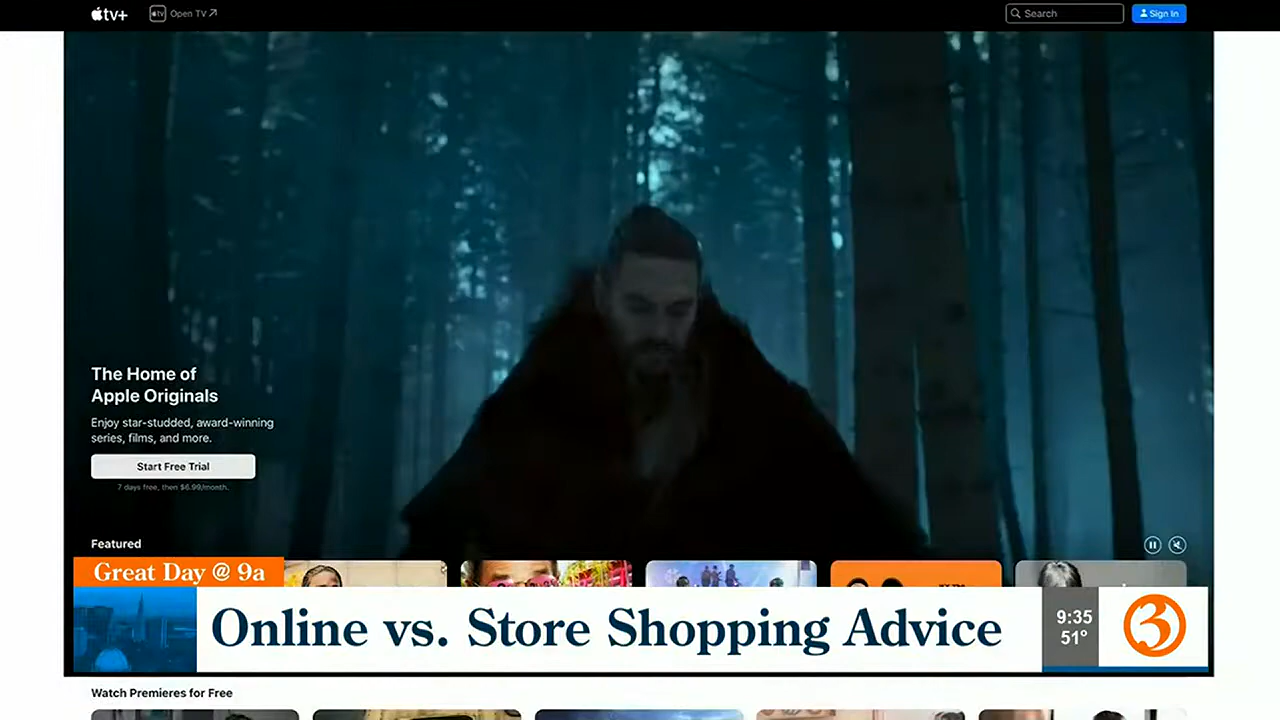 tv+
tv
Open TV
Search
Sign In
The Home of
Apple Originals
Enjoy star-studded, award-winning
series, films, and more.
Start Free Trial
7 days free, then $6.99/month.
Featured
Great Day @ 9a
Online vs. Store Shopping Advice
9:35
51°
3
Watch Premieres for Free